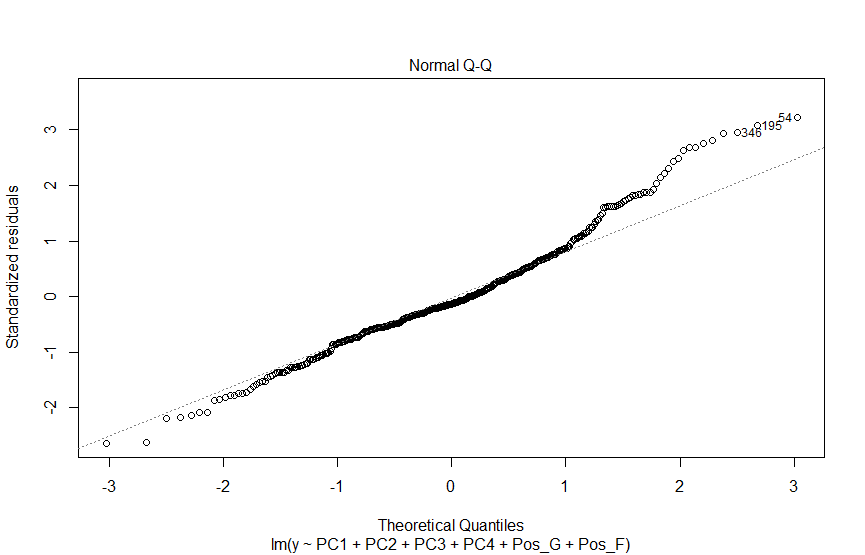 Normal Q-Q
Standardized residuals
3
2
1
0
-1
-2
54
195
346
-3 -2 -1 0 1 2 3
Theoretical Quantiles
lm(y ~ PC1 + PC2 + PC3 + PC4 + Pos_G + Pos_F)